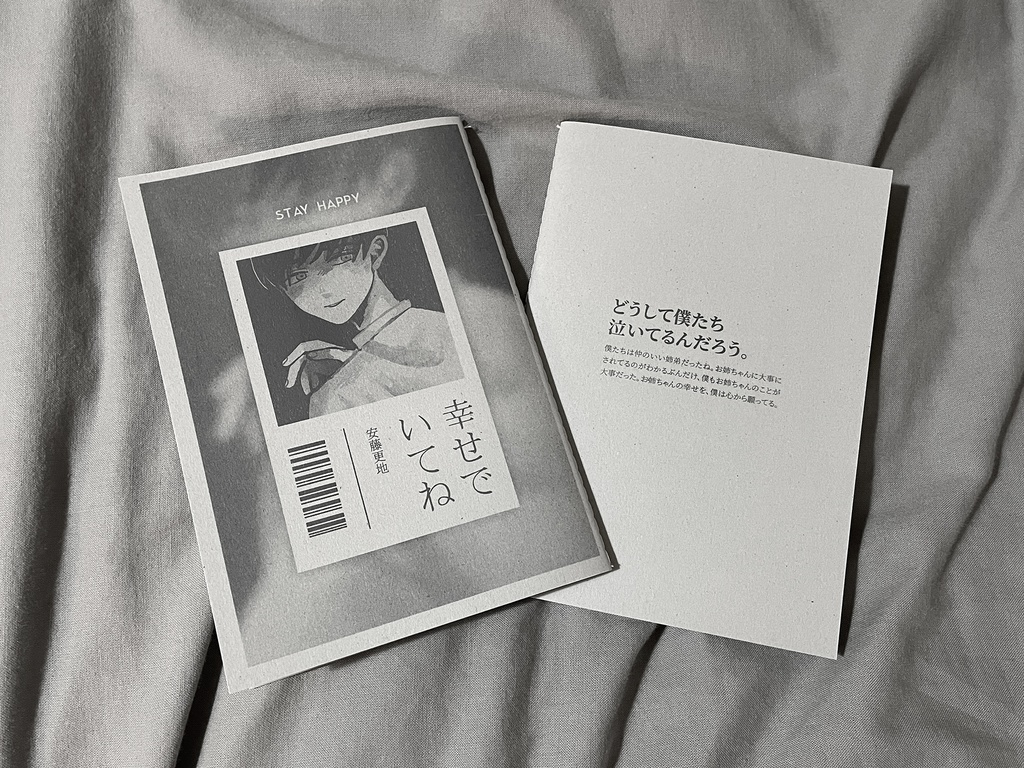 STAY HAPPY
幸せで
いてね
安藤更地
どうして僕たち
泣いてるんだろう。
僕たちは仲のいい姉弟だったね。お姉ちゃんに大事に
されてるのがわかるぶんだけ、僕もお姉ちゃんのことが
大事だった。お姉ちゃんの幸せを、僕は心から願ってる。